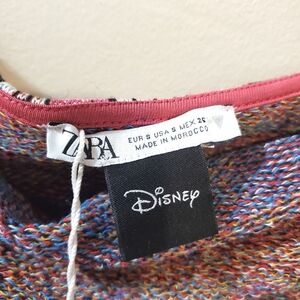 ZARA
EUR S USA S MEX 26
MADE IN MOROCCO
Disney